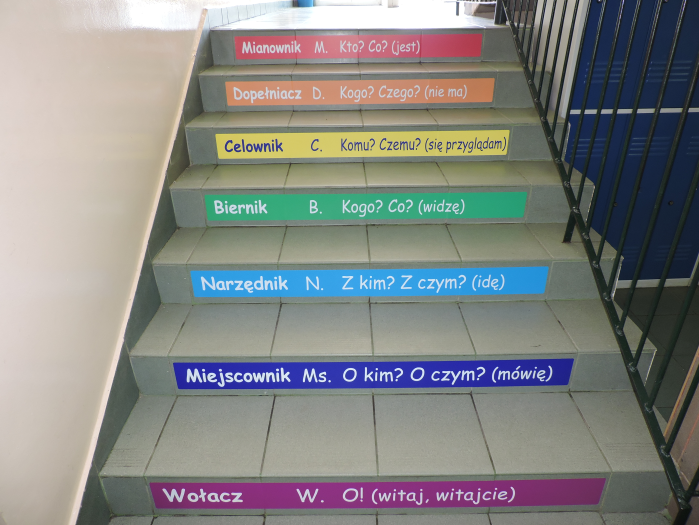 Mianownik M. Kto? Co? (jest)
Dopełniacz D. Kogo? Czego? (nie ma)
Celownik C. Komu? Czemu? (się przyglądam)
Biernik B. Kogo? Co? (widzę)
Narzędnik N. Z kim? Z czym? (idę)
Miejscownik Ms. O kim? O czym? (mówię)
Wołacz W. O! (witaj, witajcie)